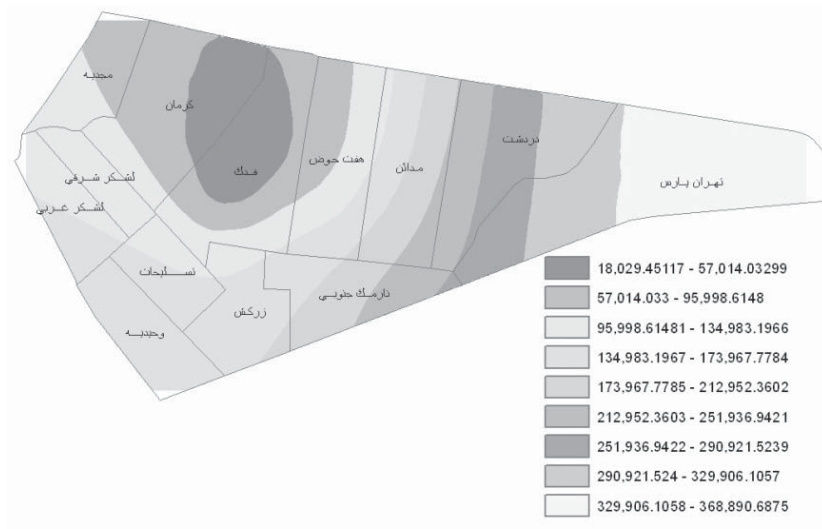 مجدیه
کرمان
فدک
هفت حوض
مدائن
دردشت
تهران پارس
لشکر شرقی
لشکر غربی
تسلیحات
نارمک جنوبی
زرکش
وحیدیه
18,029.45117 - 57,014.03299
57,014.033 - 95,998.6148
95,998.61481 - 134,983.1966
134,983.1967 - 173,967.7784
173,967.7785 - 212,952.3602
212,952.3603 - 251,936.9421
251,936.9422 - 290,921.5239
290,921.524 - 329,906.1057
329,906.1058 - 368,890.6875